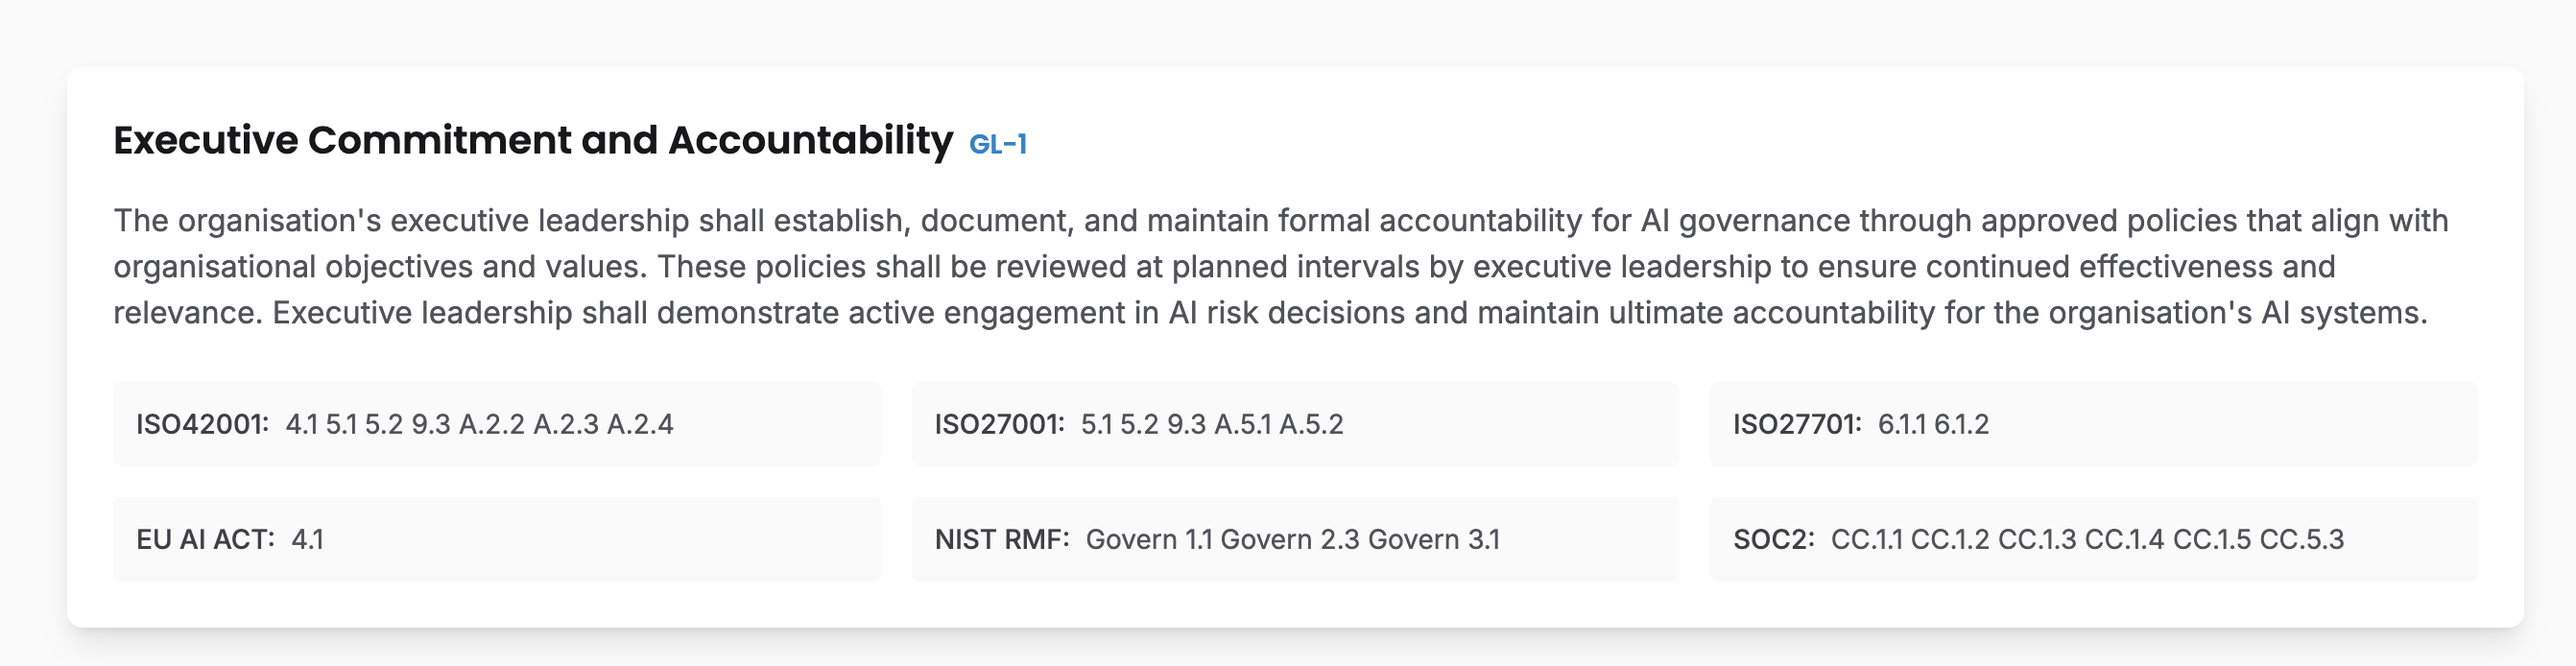 Executive Commitment and Accountability GL-1
The organisation's executive leadership shall establish, document, and maintain formal accountability for AI governance through approved policies that align with
organisational objectives and values. These policies shall be reviewed at planned intervals by executive leadership to ensure continued effectiveness and
relevance. Executive leadership shall demonstrate active engagement in AI risk decisions and maintain ultimate accountability for the organisation's AI systems.
ISO42001: 4.1 5.1 5.2 9.3 A.2.2 A.2.3 A.2.4
ISO27001: 5.1 5.2 9.3 A.5.1 A.5.2
ISO27701: 6.1.1 6.1.2
EU AI ACT: 4.1
NIST RMF: Govern 1.1 Govern 2.3 Govern 3.1
SOC2: CC.1.1 CC.1.2 CC.1.3 CC.1.4 CC.1.5 CC.5.3